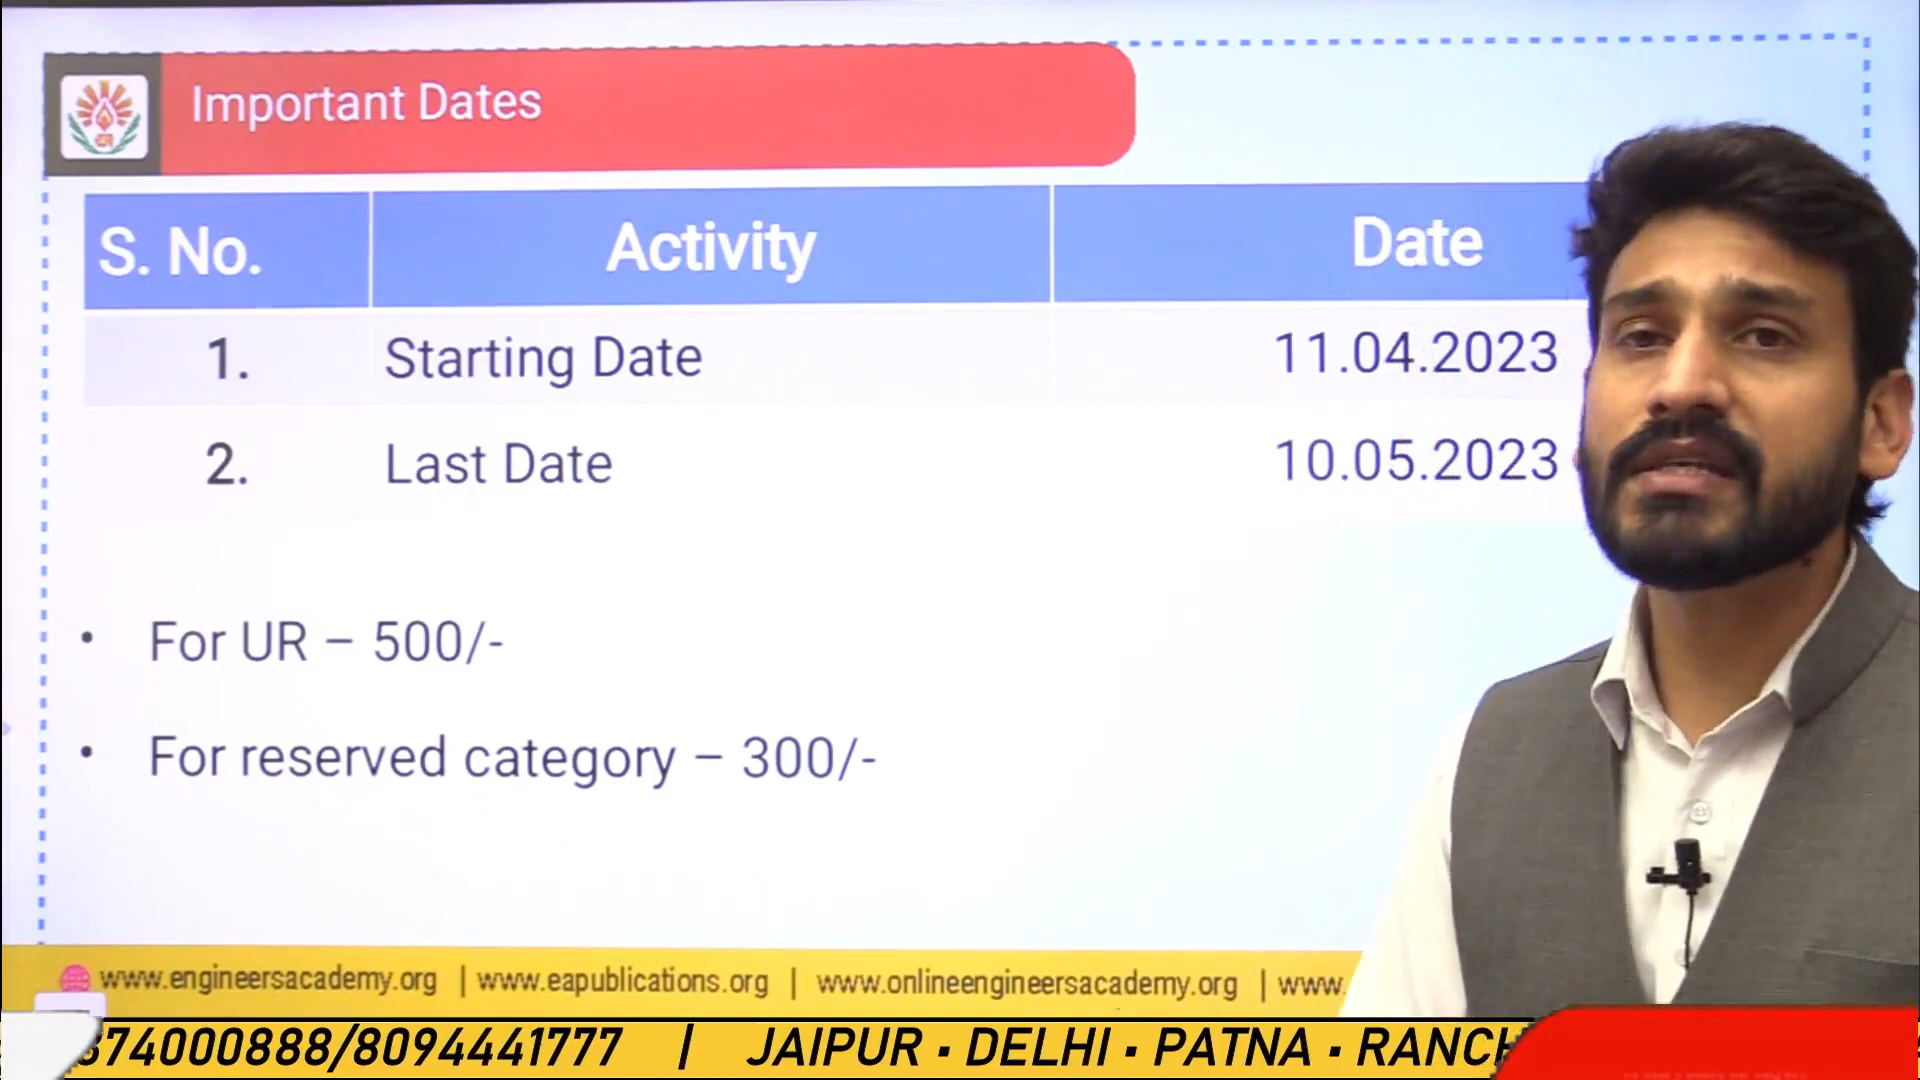 Important Dates
S. No. Activity Date
1. Starting Date 11.04.2023
2. Last Date 10.05.2023
• For UR – 500/-
• For reserved category – 300/-
www.engineersacademy.org | www.eapublications.org | www.onlineengineersacademy.org | www.
374000888/8094441777 | JAIPUR · DELHI · PATNA · RANCH